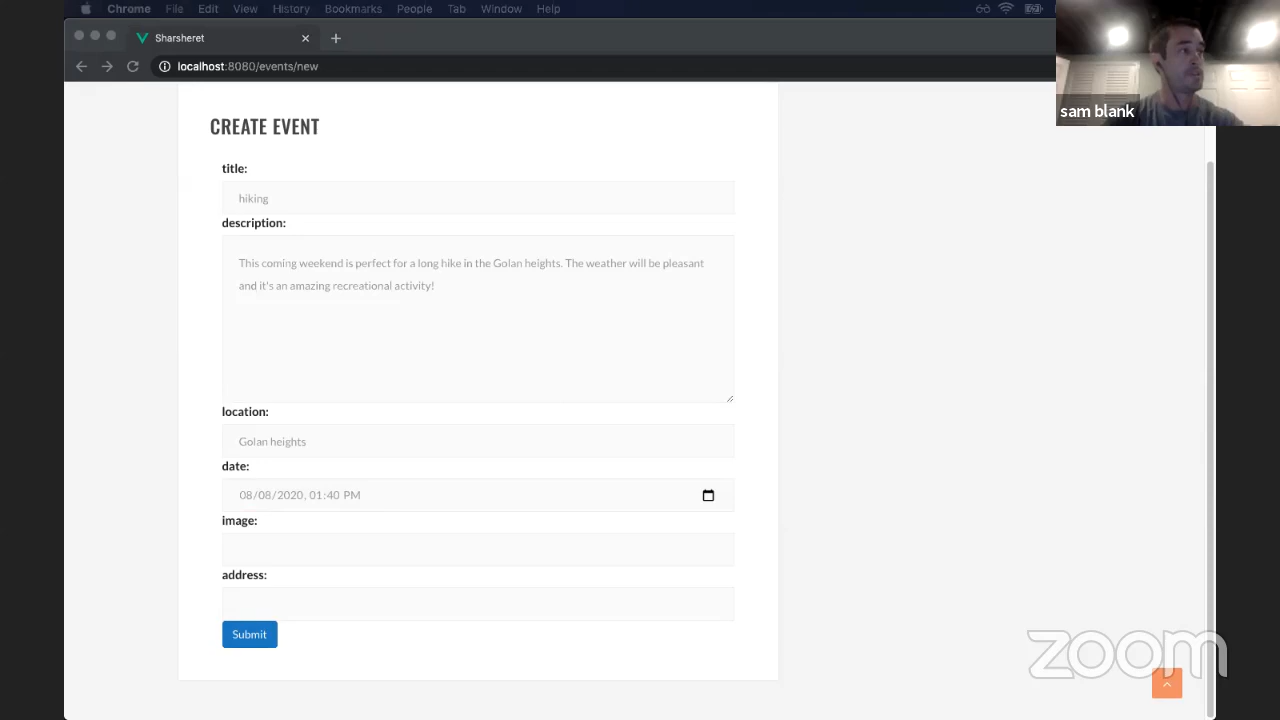 Chrome File Edit View History Bookmarks People Tab Window Help
Sharsheret
localhost:8080/events/new
sam blank
CREATE EVENT
title:
hiking
description:
This coming weekend is perfect for a long hike in the Golan heights. The weather will be pleasant
and it's an amazing recreational activity!
location:
Golan heights
date:
08/08/2020, 01:40 PM
image:
address:
Submit
zoom